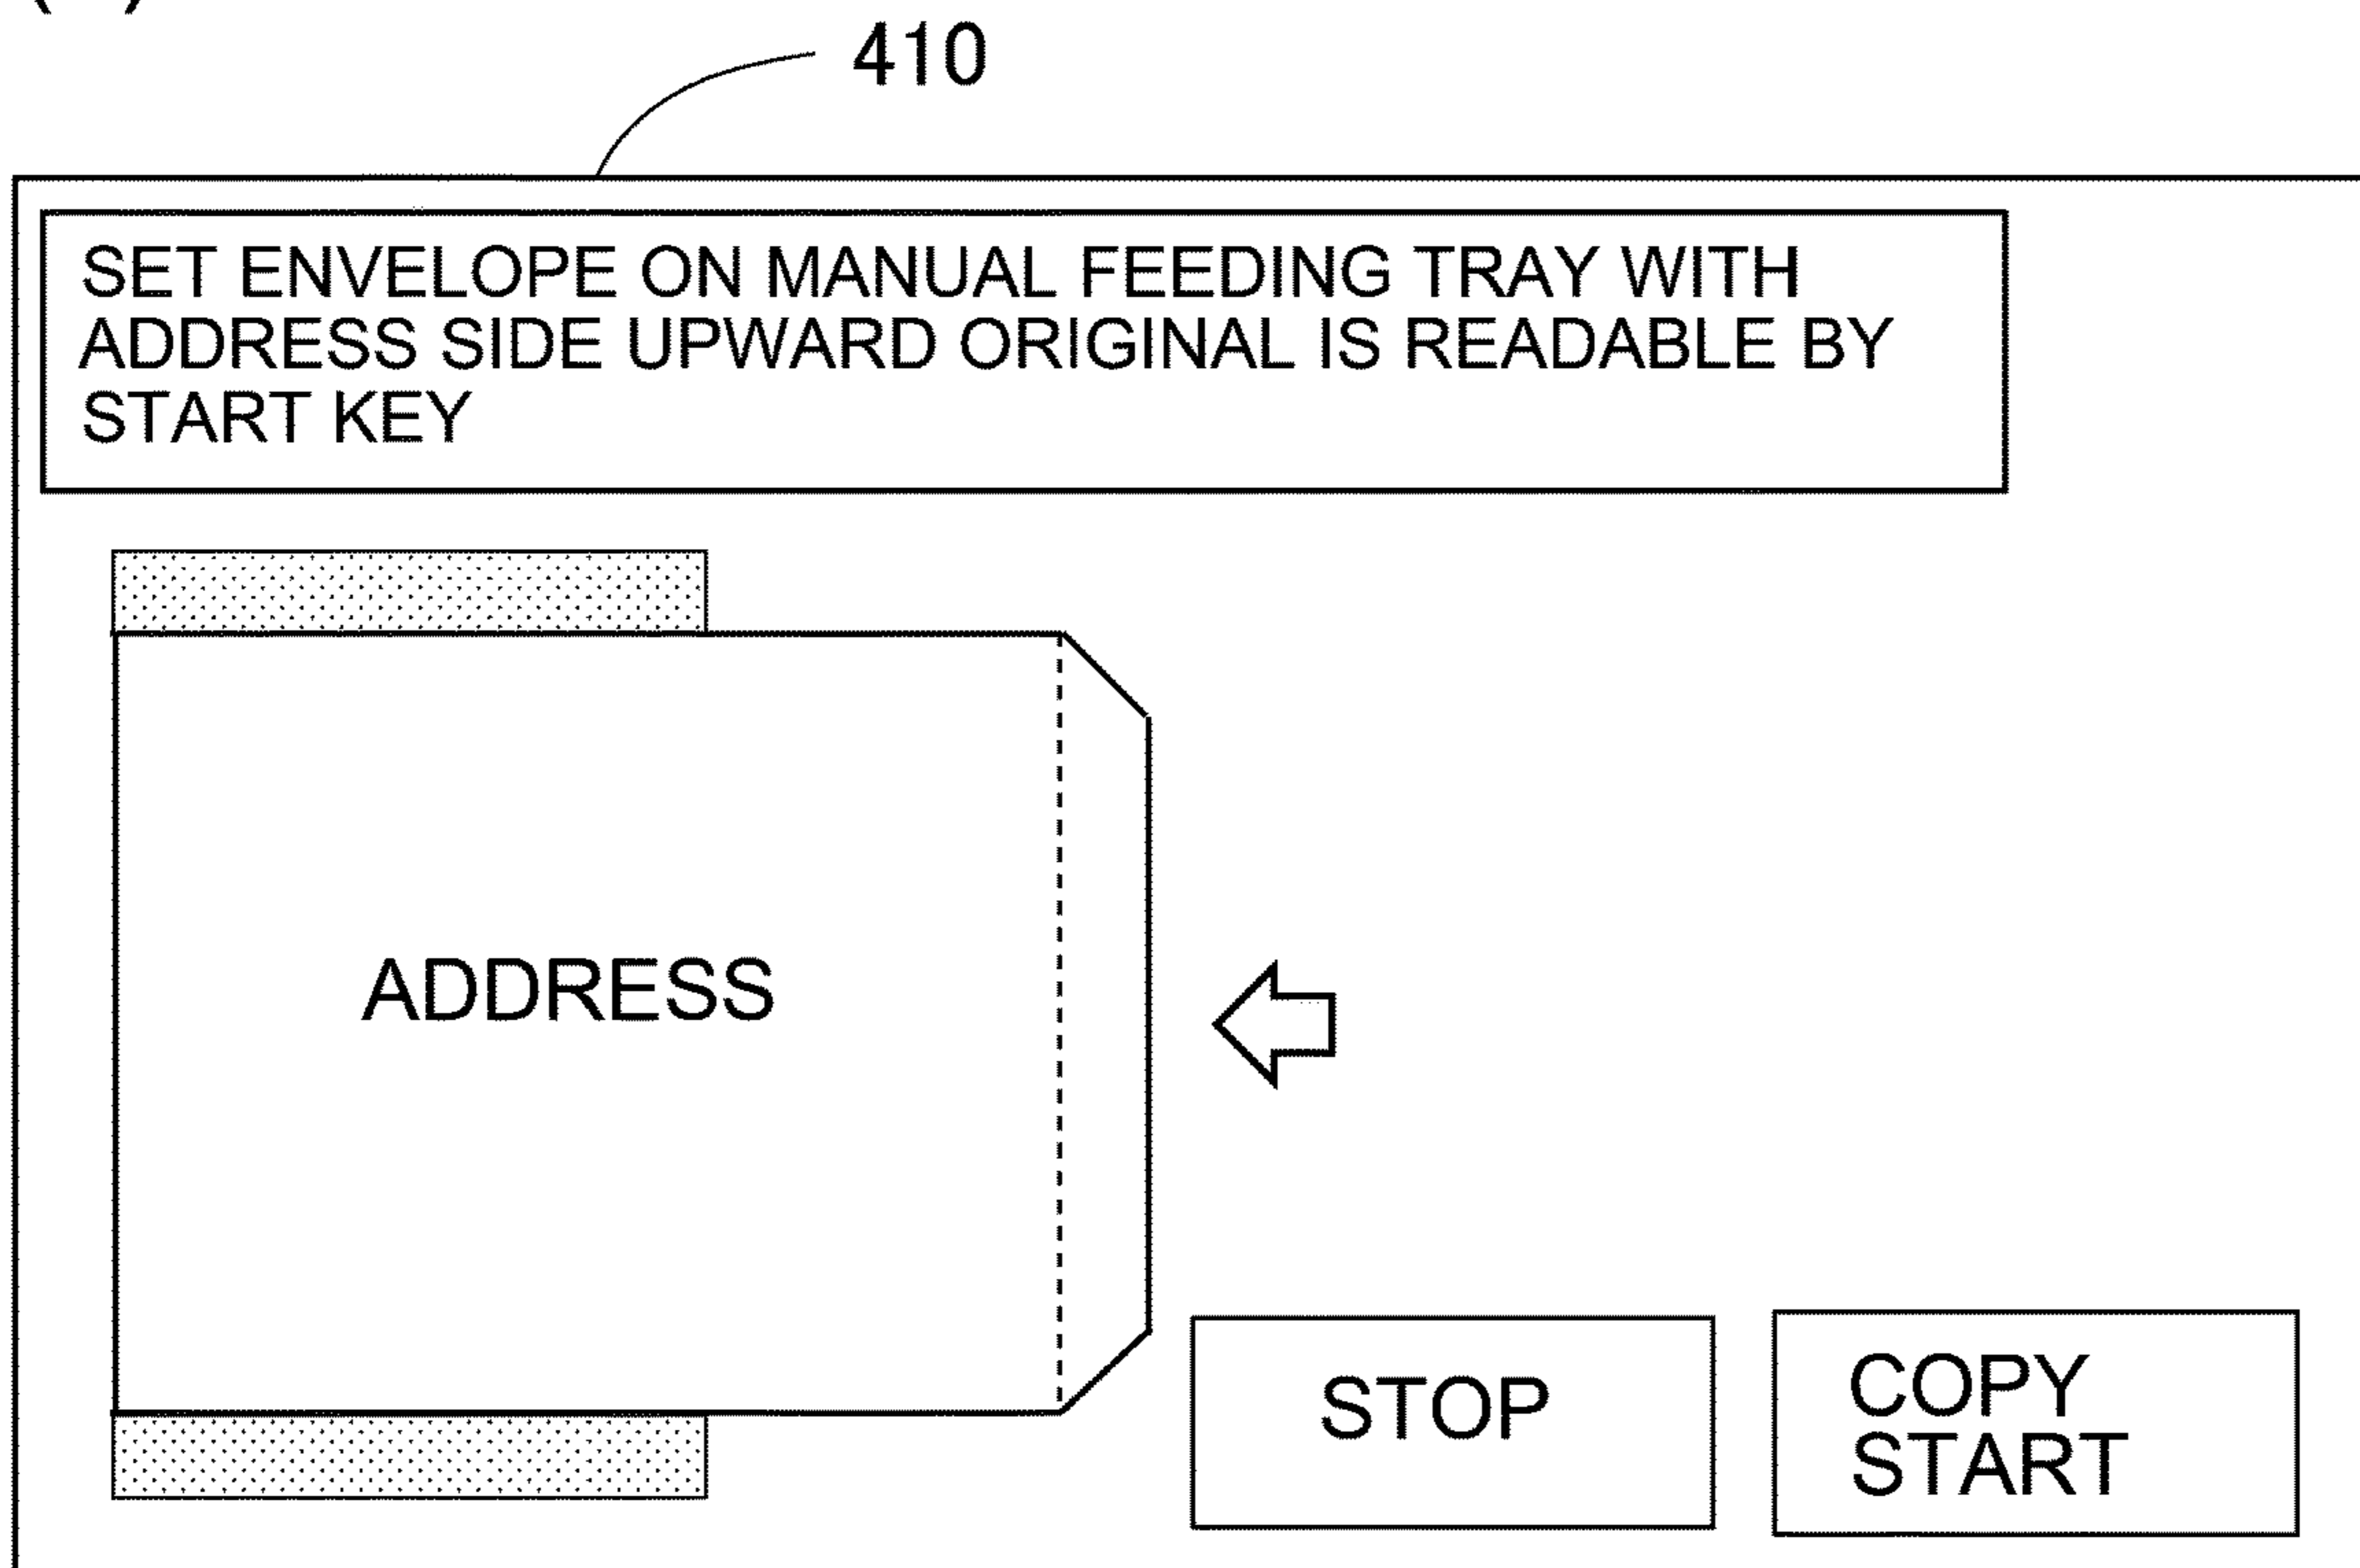 410
SET ENVELOPE ON MANUAL FEEDING TRAY WITH
ADDRESS SIDE UPWARD ORIGINAL IS READABLE BY
START KEY
ADDRESS
STOP
COPY
START